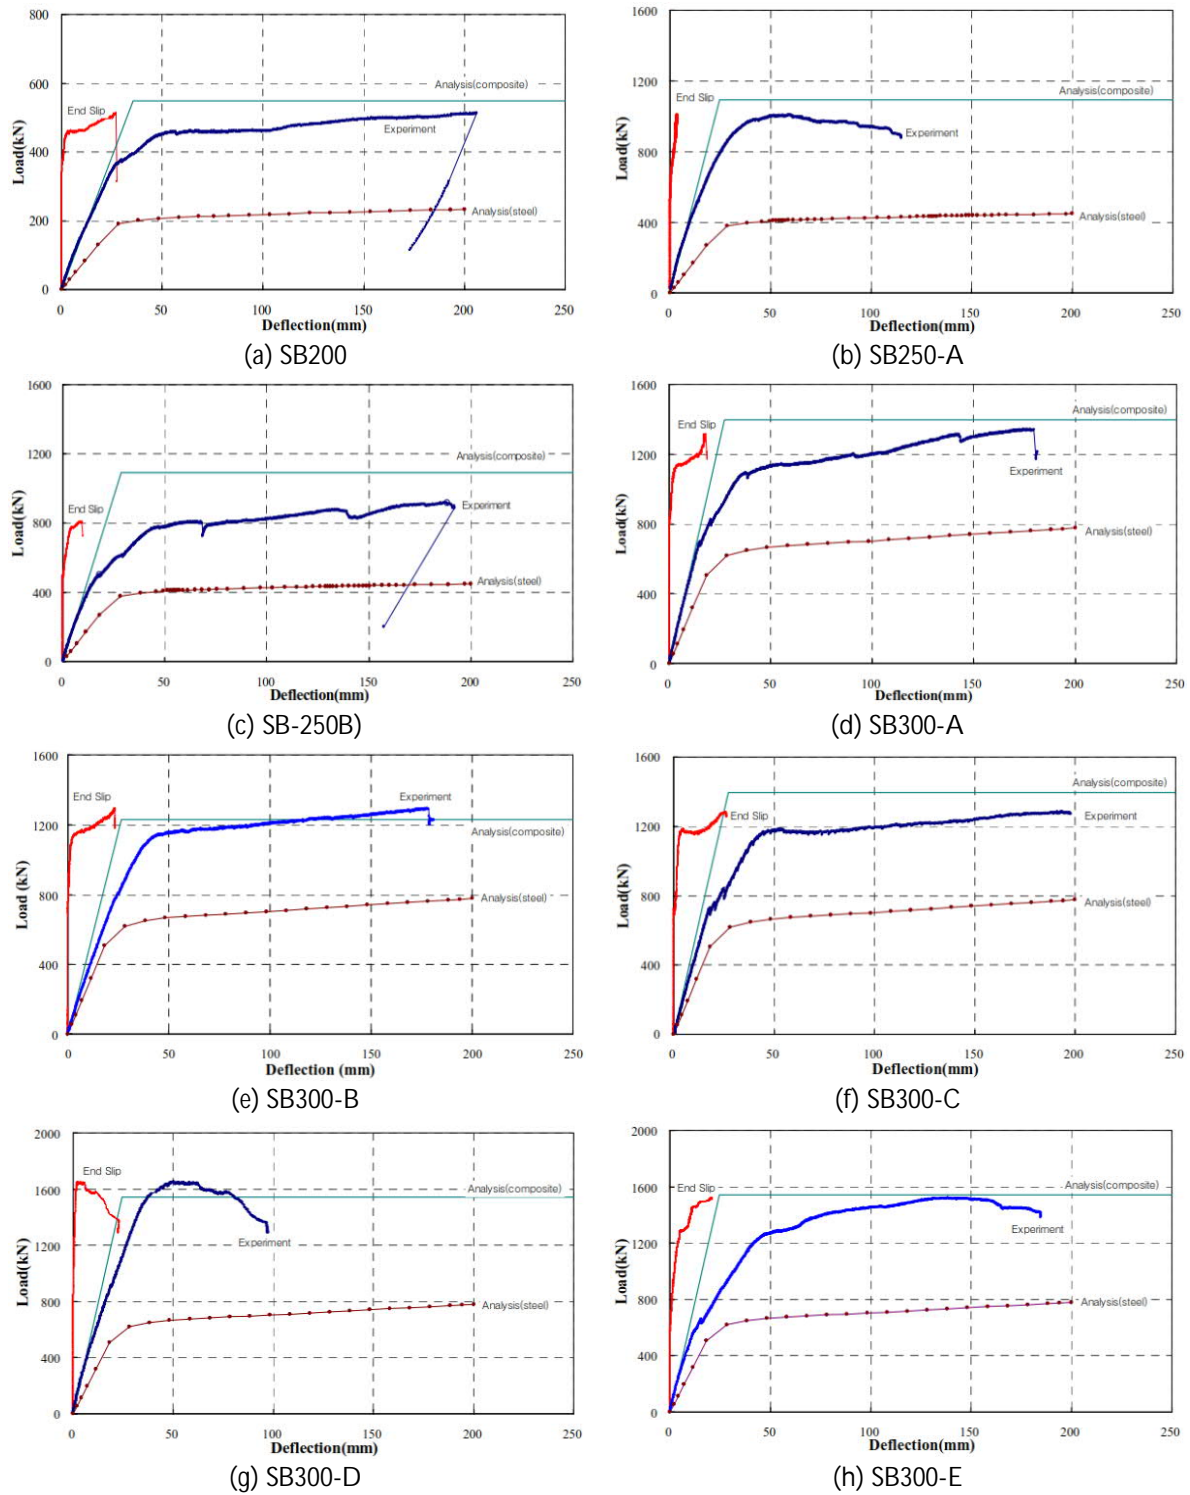 800
600
400
200
0
Load(kN)
End Slip
Analysis(composite)
Experiment
Analysis(steel)
0 50 100 150 200 250
Deflection(mm)
(a) SB200
1600
1200
800
400
0
Load(kN)
End Slip
Analysis(composite)
Experiment
Analysis(steel)
0 50 100 150 200 250
Deflection(mm)
(b) SB250-A
1600
1200
800
400
0
Load(kN)
End Slip
Analysis(composite)
Experiment
Analysis(steel)
0 50 100 150 200 250
Deflection(mm)
(c) SB-250B)
1600
1200
800
400
0
Load(kN)
End Slip
Analysis(composite)
Experiment
Analysis(steel)
0 50 100 150 200 250
Deflection(mm)
(d) SB300-A
1600
1200
800
400
0
Load (kN)
End Slip
Experiment
Analysis(composite)
Analysis(steel)
0 50 100 150 200 250
Deflection (mm)
(e) SB300-B
1600
1200
800
400
0
Load(kN)
Analysis(composite)
End Slip
Experiment
Analysis(steel)
0 50 100 150 200 250
Deflection(mm)
(f) SB300-C
2000
1600
1200
800
400
0
Load(kN)
End Slip
Analysis(composite)
Experiment
Analysis(steel)
0 50 100 150 200 250
Deflection(mm)
(g) SB300-D
2000
1600
1200
800
400
0
Load(kN)
End Slip
Analysis(composite)
Experiment
Analysis(steel)
0 50 100 150 200 250
Deflection(mm)
(h) SB300-E